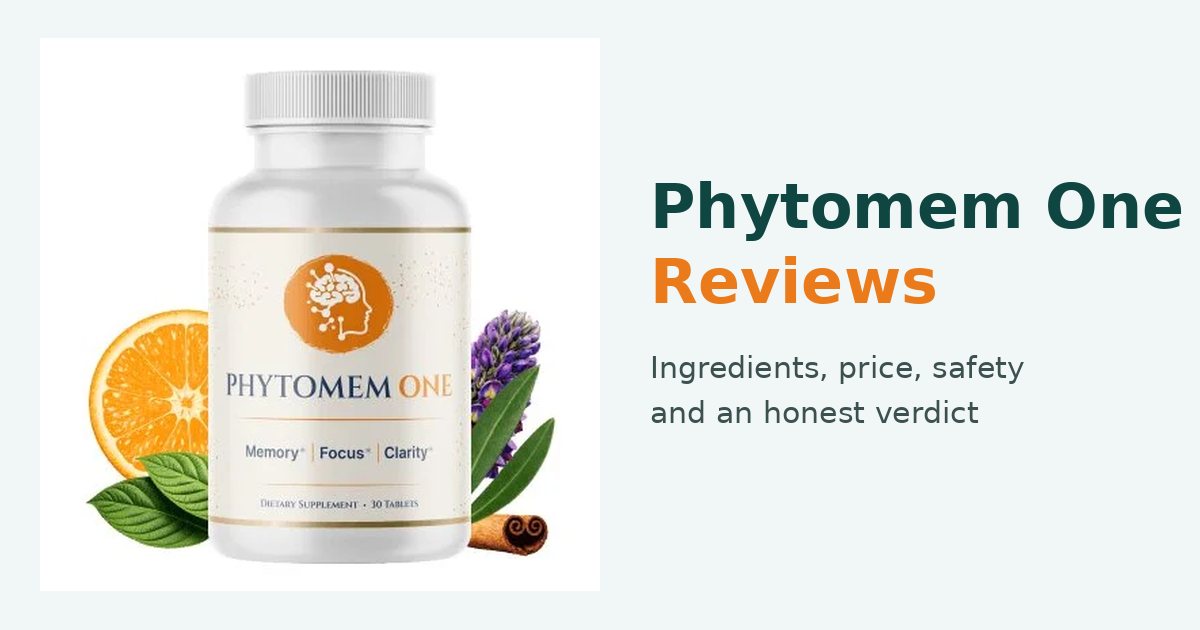 PHYTOMEM ONE
Memory* | Focus* | Clarity*
DIETARY SUPPLEMENT • 30 TABLETS
Phytomem One
Reviews
Ingredients, price, safety
and an honest verdict